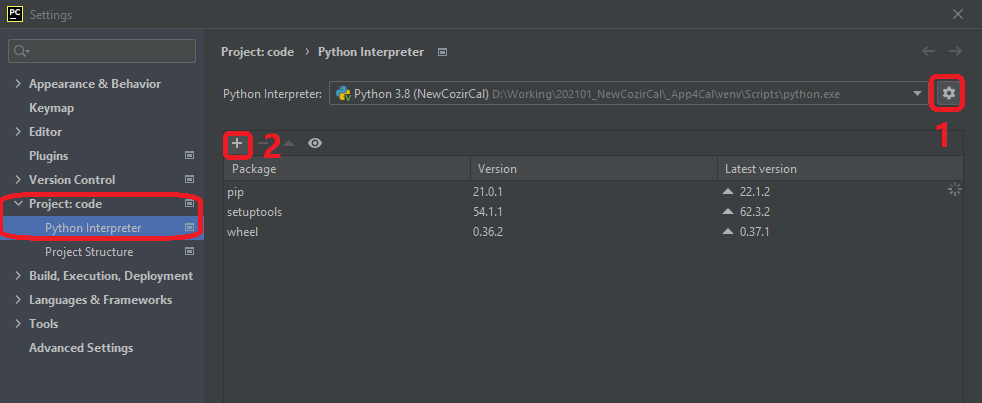 PC Settings
Project: code › Python Interpreter
Appearance & Behavior
Keymap
Editor
Plugins
Version Control
Project: code
Python Interpreter
Project Structure
Build, Execution, Deployment
Languages & Frameworks
Tools
Advanced Settings
Python Interpreter: Python 3.8 (NewCozirCal) D:\Working\202101_NewCozirCal\_App4Cal\venv\Scripts\python.exe
1
2
Package Version Latest version
pip 21.0.1 22.1.2
setuptools 54.1.1 62.3.2
wheel 0.36.2 0.37.1